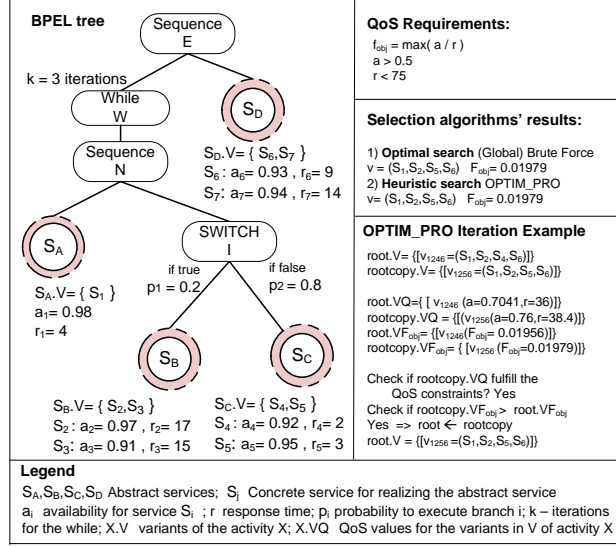 BPEL tree
Sequence
E
k = 3 iterations
While
W
S_D
Sequence
N
S_D.V= { S_6,S_7 }
S_6 : a_6= 0.93 , r_6= 9
S_7: a_7= 0.94 , r_7= 14
S_A
SWITCH
I
if true
p_1 = 0.2
if false
p_2 = 0.8
S_A.V= { S_1 }
a_1= 0.98
r_1= 4
S_B
S_C
S_B.V= { S_2,S_3 }
S_2 : a_2= 0.97 , r_2= 17
S_3: a_3= 0.91 , r_3= 15
S_C.V= { S_4,S_5 }
S_4 : a_4= 0.92 , r_4= 2
S_5: a_5= 0.95 , r_5= 3
QoS Requirements:
f_obj = max( a / r )
a > 0.5
r < 75
Selection algorithms' results:
1) Optimal search (Global) Brute Force
v = (S_1,S_2,S_5,S_6) F_obj= 0.01979
2) Heuristic search OPTIM_PRO
v= (S_1,S_2,S_5,S_6) F_obj= 0.01979
OPTIM_PRO Iteration Example
root.V= {[v_1246 =(S_1,S_2,S_4,S_6)]}
rootcopy.V= {[v_1256 =(S_1,S_2,S_5,S_6)]}
root.VQ={ [ v_1246 (a=0.7041,r=36)]}
rootcopy.VQ = {[(v_1256(a=0.76,r=38.4)]}
root.VF_obj= {[v_1246(F_obj= 0.01956)]}
rootcopy.VF_obj= { [v_1256 (F_obj=0.01979)]}
Check if rootcopy.VQ fulfill the
QoS constraints? Yes
Check if rootcopy.VF_obj > root.VF_obj
Yes => root ← rootcopy
root.V = {[v_1256 =(S_1,S_2,S_5,S_6)]}
Legend
S_A,S_B,S_C,S_D Abstract services; S_i Concrete service for realizing the abstract service
a_i availability for service S_i ; r response time; p_i probability to execute branch i; k – iterations
for the while; X.V variants of the activity X; X.VQ QoS values for the variants in V of activity X